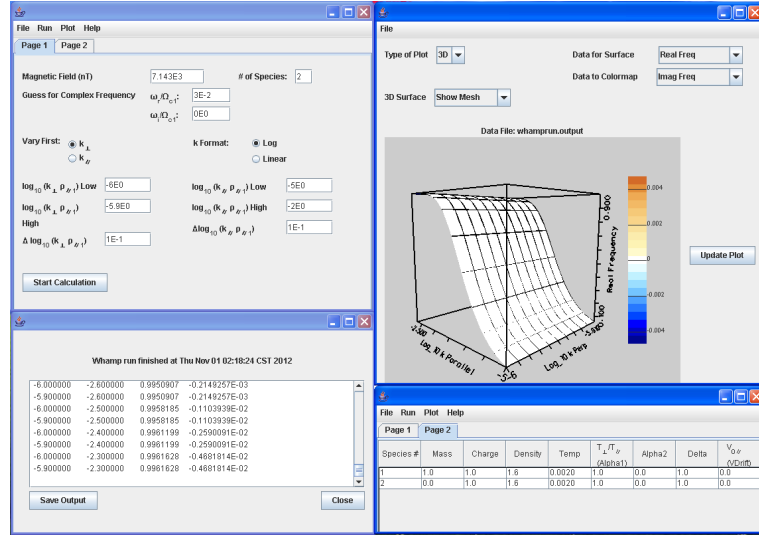 File Run Plot Help
Page 1 Page 2
Magnetic Field (nT) 7.143E3 # of Species: 2
Guess for Complex Frequency ωr/Ωc1: 3E-2
ωi/Ωc1: 0E0
Vary First: k⊥ k Format: Log
k// Linear
log10 (k⊥ ρ//1) Low -6E0 log10 (k// ρ//1) Low -5E0
log10 (k⊥ ρ//1) -5.9E0 log10 (k// ρ//1) High -2E0
High
Δ log10 (k⊥ ρ//1) 1E-1 Δlog10 (k// ρ//1) 1E-1
Start Calculation
Whamp run finished at Thu Nov 01 02:18:24 CST 2012
-6.000000 -2.600000 0.9950907 -0.2149257E-03
-5.900000 -2.600000 0.9950907 -0.2149257E-03
-6.000000 -2.500000 0.9958185 -0.1103939E-02
-5.900000 -2.500000 0.9958185 -0.1103939E-02
-6.000000 -2.400000 0.9961199 -0.2590091E-02
-5.900000 -2.400000 0.9961199 -0.2590091E-02
-6.000000 -2.300000 0.9961628 -0.4681814E-02
-5.900000 -2.300000 0.9961628 -0.4681814E-02
Save Output Close
File
Type of Plot 3D Data for Surface Real Freq
Data to Colormap Imag Freq
3D Surface Show Mesh
Data File: whamprun.output
0.004
0.002
0
-0.002
-0.004
0.900
Real Frequency
0.100
Log_10 k Parallel
Log_10 k Perp
-5
-6
Update Plot
File Run Plot Help
Page 1 Page 2
Species # Mass Charge Density Temp T⊥/T// (Alpha1) Alpha2 Delta V0// (VDrift)
1 1.0 1.0 1.6 0.0020 1.0 0.0 1.0 0.0
2 0.0 1.0 1.6 0.0020 1.0 0.0 1.0 0.0